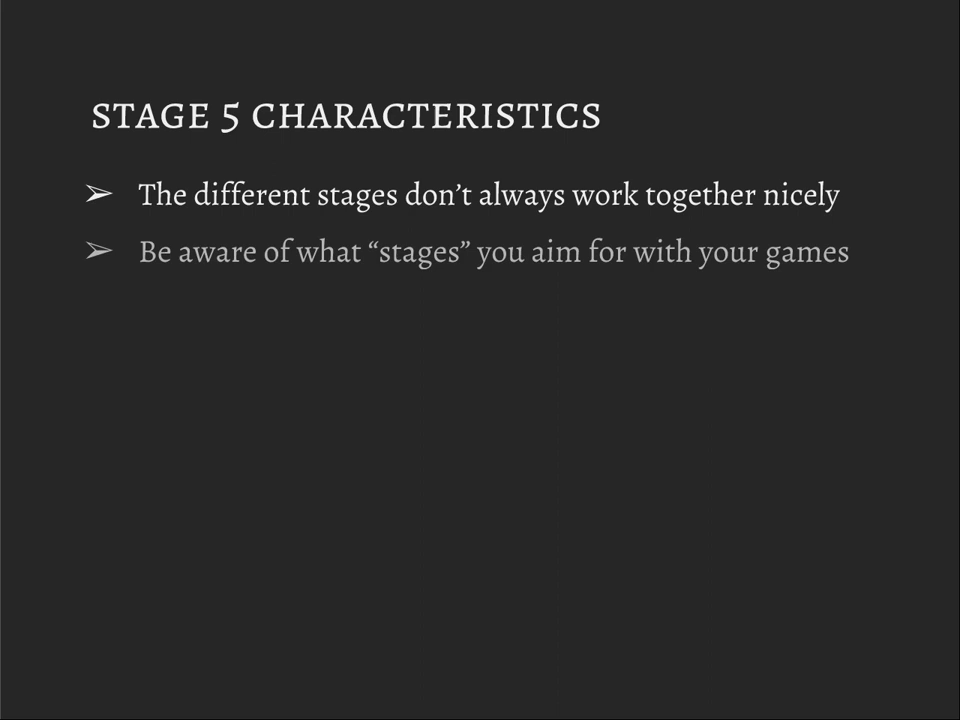 STAGE 5 CHARACTERISTICS
➢ The different stages don’t always work together nicely
➢ Be aware of what “stages” you aim for with your games